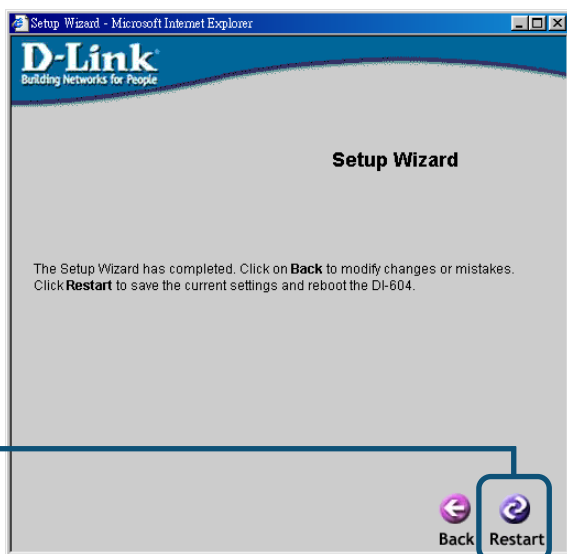 Setup Wizard - Microsoft Internet Explorer
D-Link
Building Networks for People
Setup Wizard
The Setup Wizard has completed. Click on Back to modify changes or mistakes.
Click Restart to save the current settings and reboot the DI-604.
Back Restart